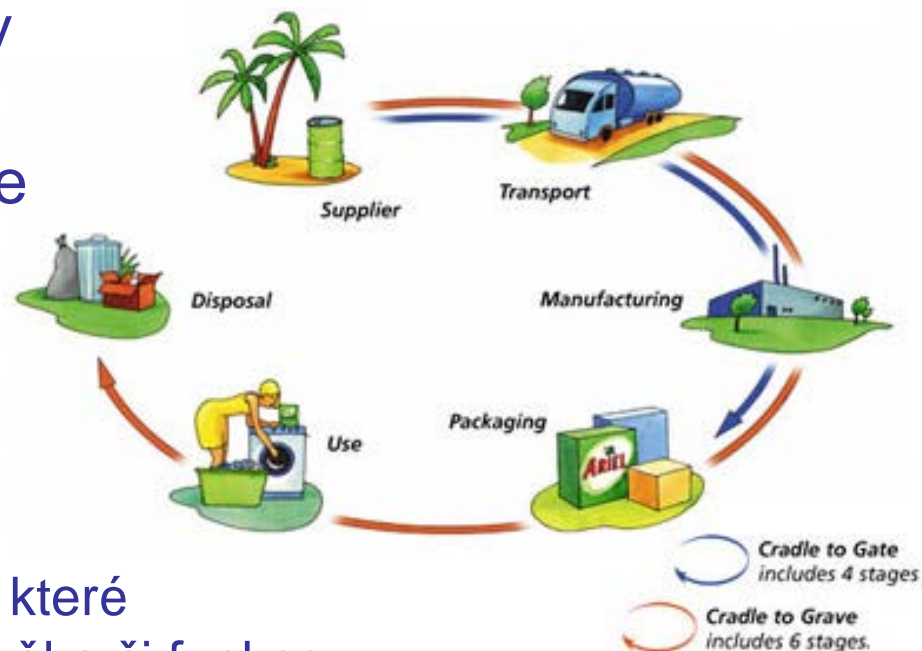 Supplier
Transport
Disposal
Manufacturing
Use
Packaging
ARIEL
Cradle to Gate
includes 4 stages
které
Cradle to Grave
includes 6 stages.